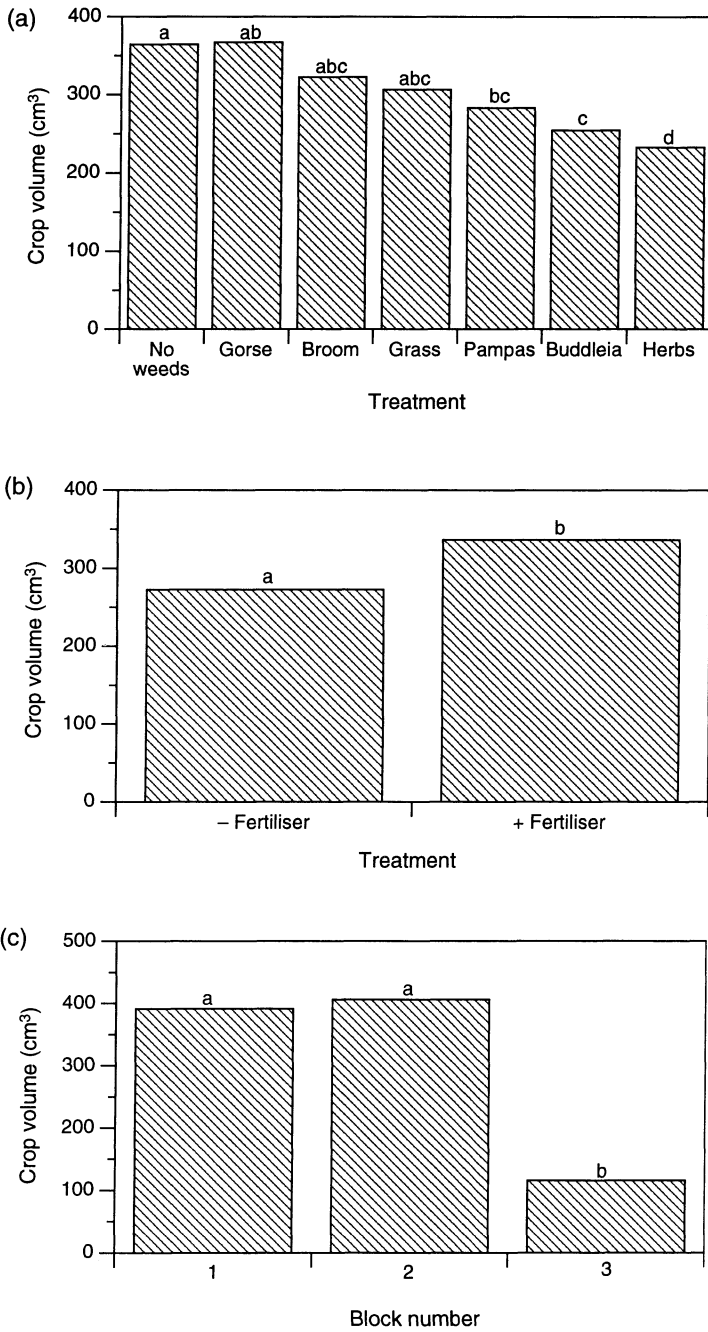 (a)
Crop volume (cm³)
400
300
200
100
0
a
ab
abc
abc
bc
c
d
No weeds
Gorse
Broom
Grass
Pampas
Buddleia
Herbs
Treatment
(b)
Crop volume (cm³)
400
300
200
100
0
a
b
– Fertiliser
+ Fertiliser
Treatment
(c)
Crop volume (cm³)
500
400
300
200
100
0
a
a
b
1
2
3
Block number